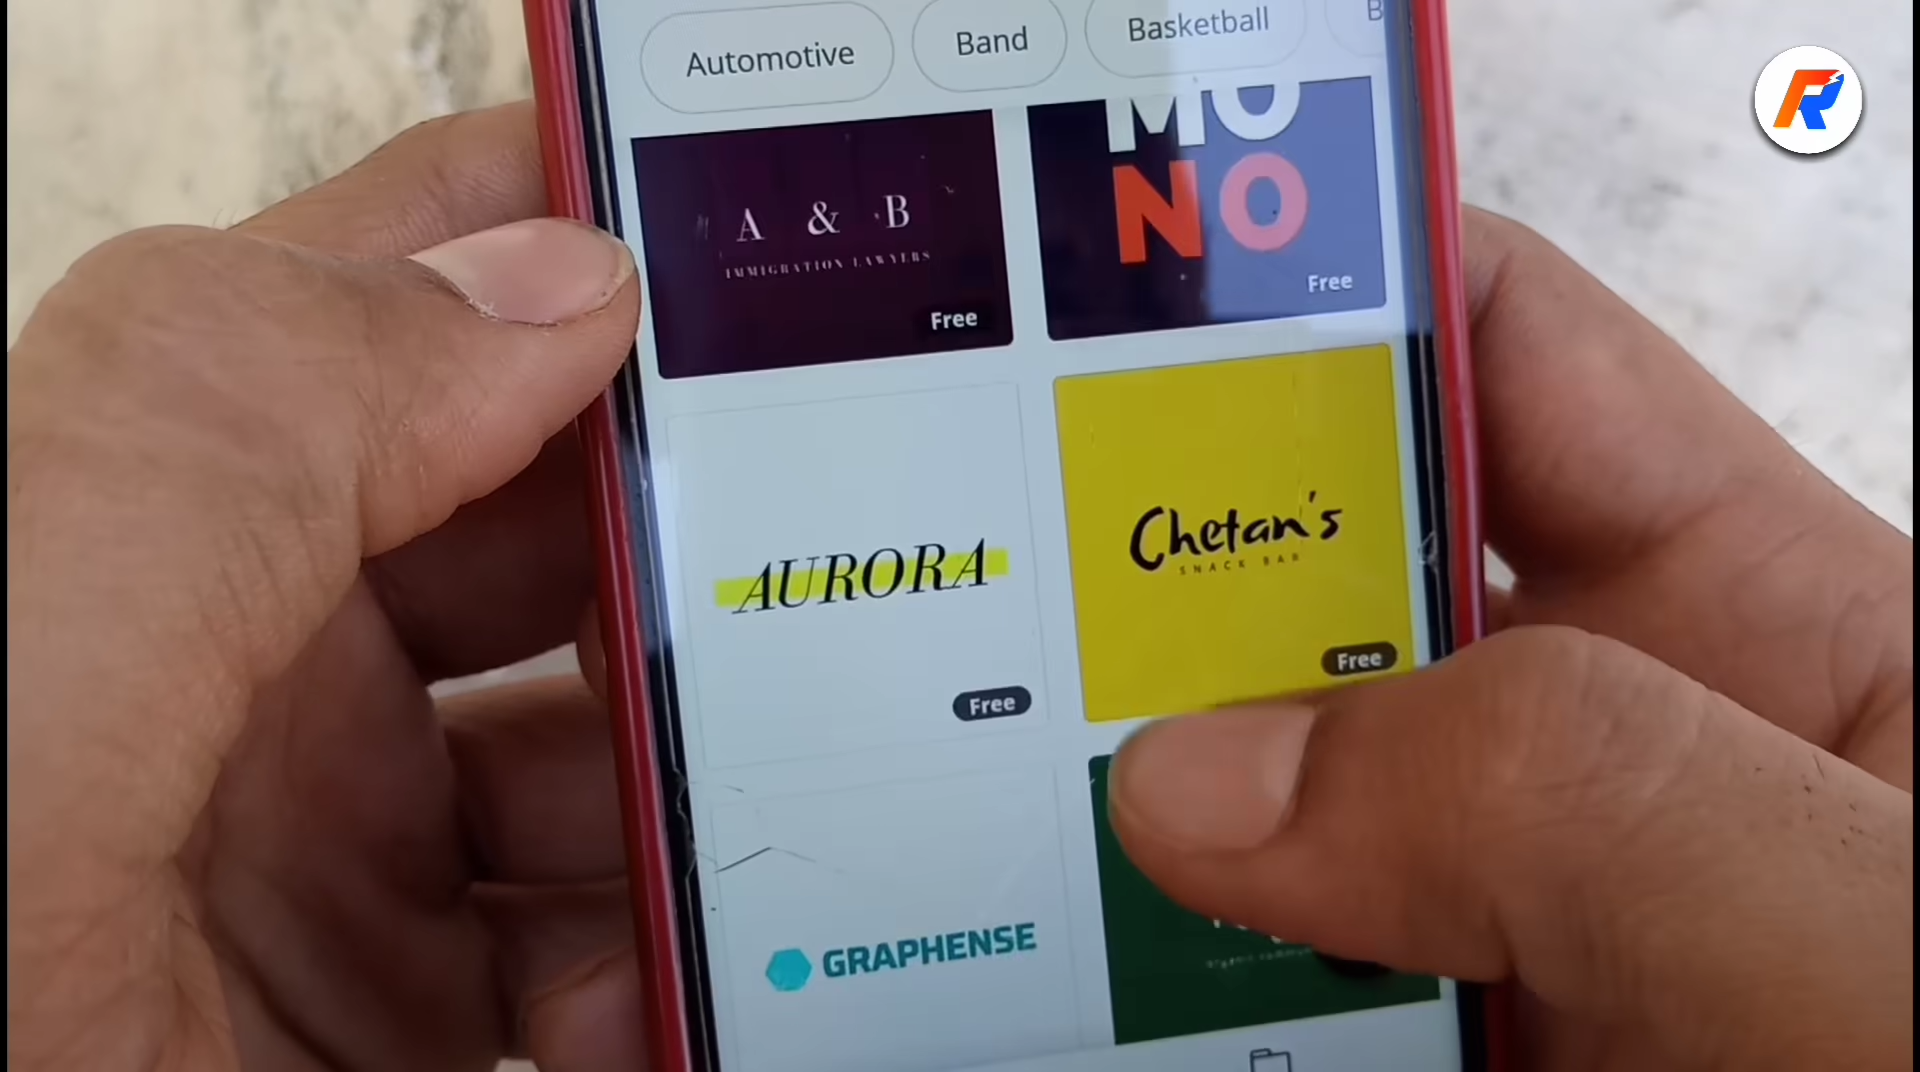 Automotive
Band
Basketball
B
A & B
IMMIGRATION LAWYERS
Free
MO
NO
Free
AURORA
Free
Chetan's
SNACK BAR
Free
GRAPHENSE